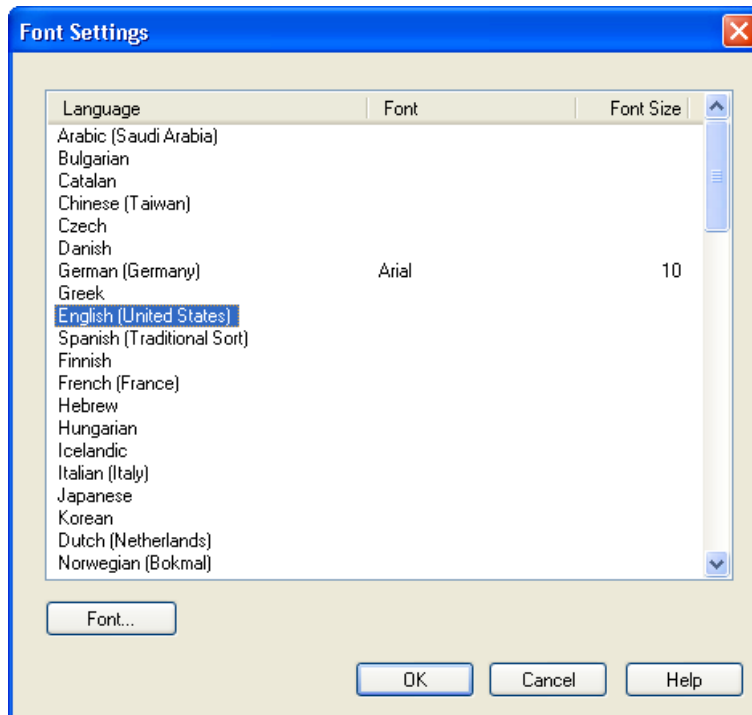 Font Settings
Language Font Font Size
Arabic (Saudi Arabia)
Bulgarian
Catalan
Chinese (Taiwan)
Czech
Danish
German (Germany) Arial 10
Greek
English (United States)
Spanish (Traditional Sort)
Finnish
French (France)
Hebrew
Hungarian
Icelandic
Italian (Italy)
Japanese
Korean
Dutch (Netherlands)
Norwegian (Bokmal)
Font...
OK Cancel Help